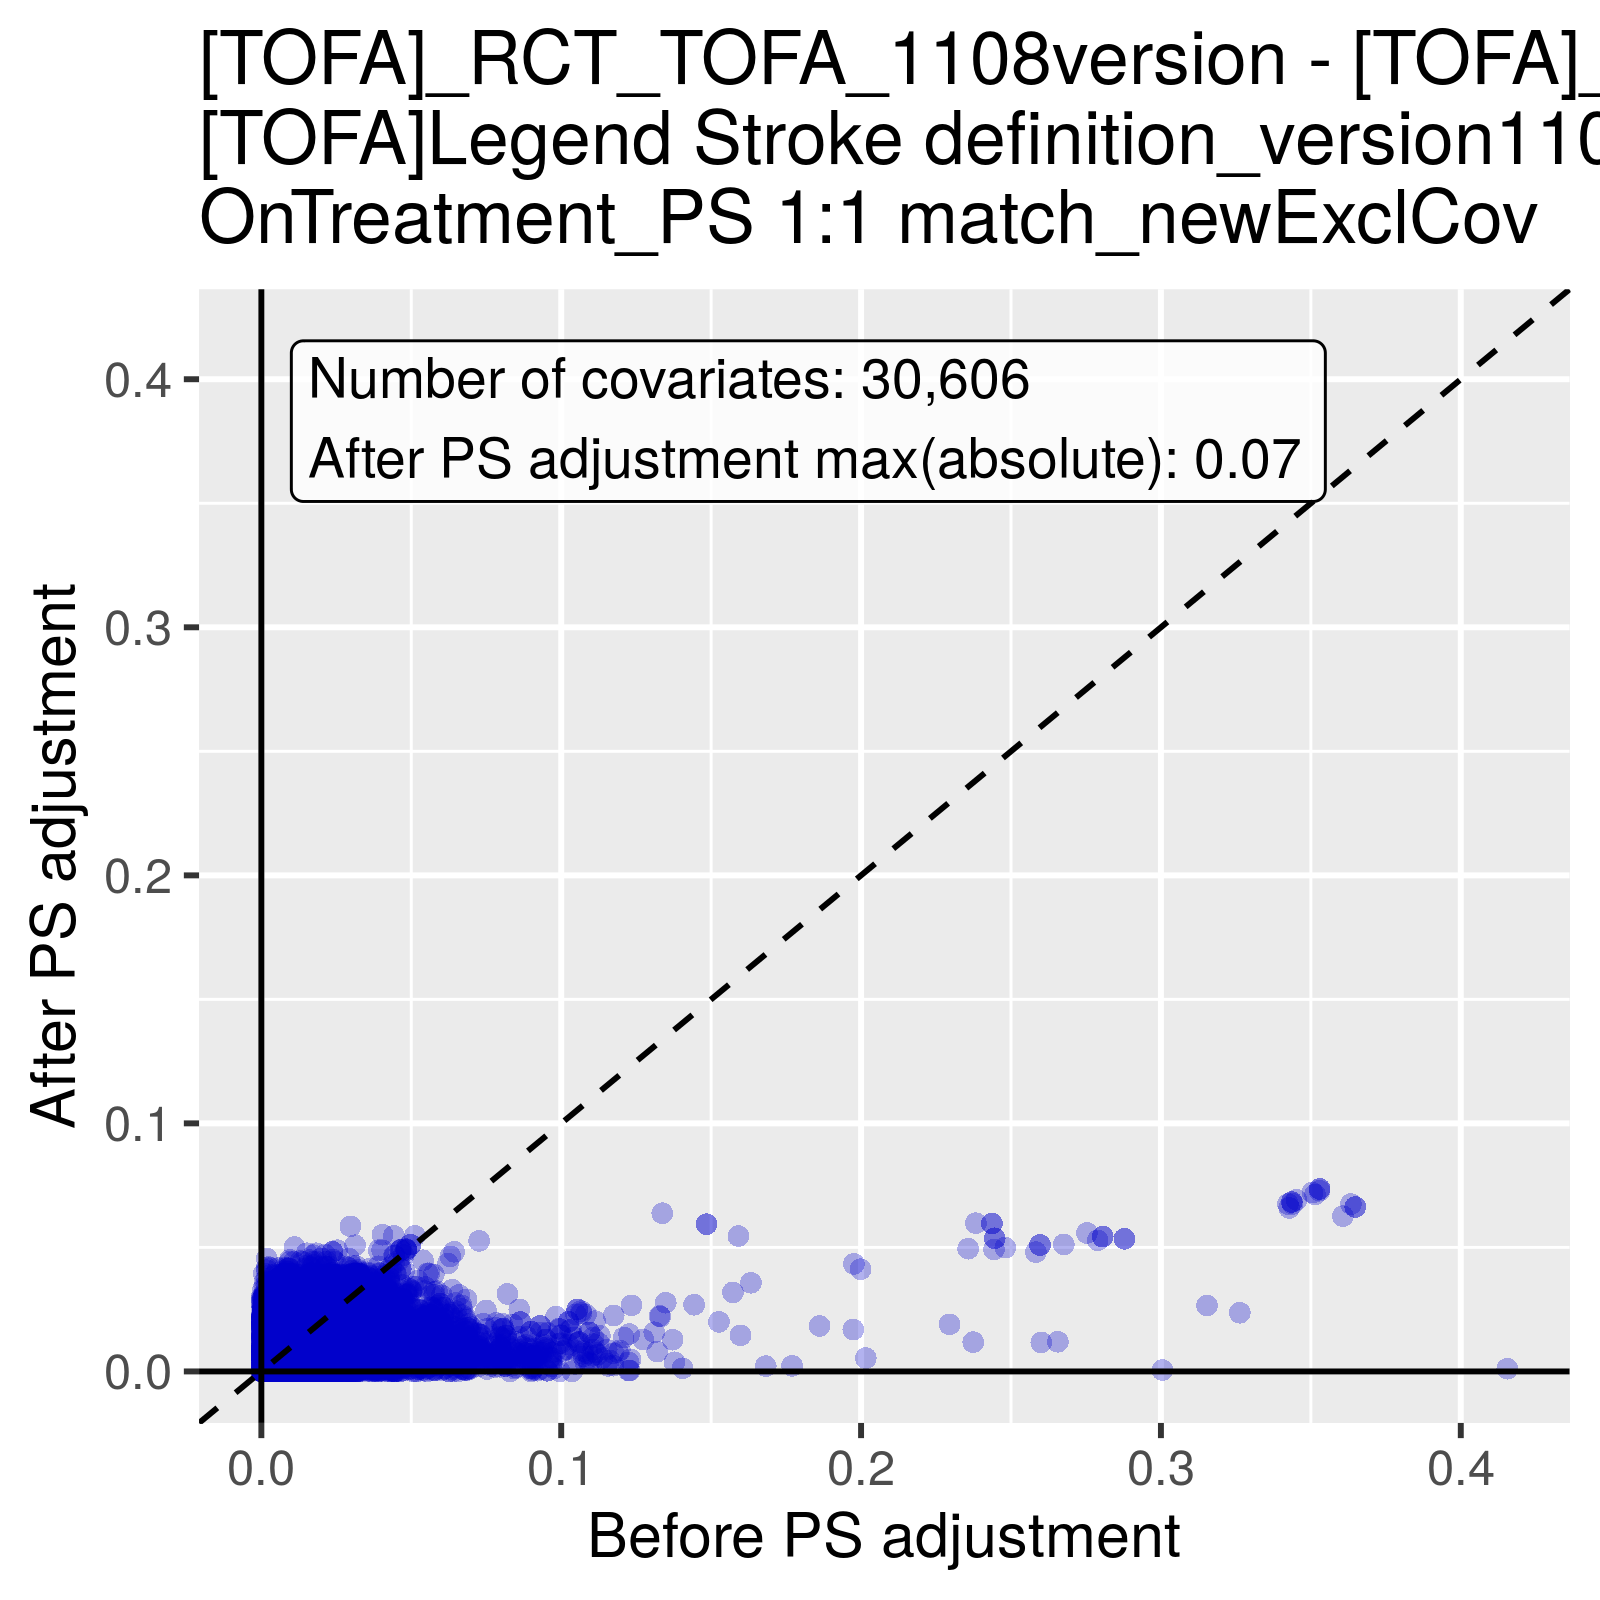 [TOFA]_RCT_TOFA_1108version - [TOFA]_
[TOFA]Legend Stroke definition_version110
OnTreatment_PS 1:1 match_newExclCov
Number of covariates: 30,606
After PS adjustment max(absolute): 0.07
0.4
0.3
0.2
0.1
0.0
After PS adjustment
0.0 0.1 0.2 0.3 0.4
Before PS adjustment